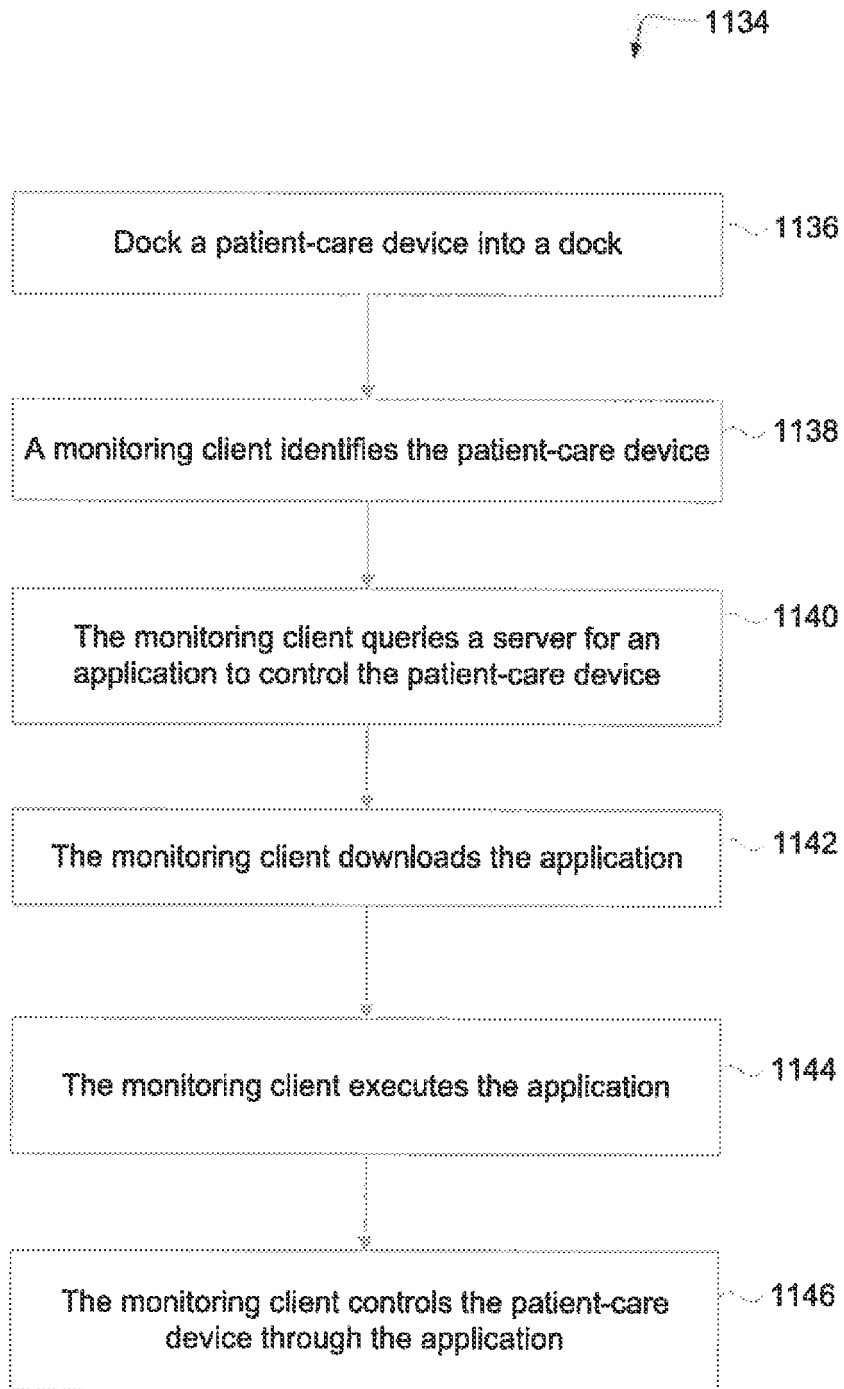 1134
Dock a patient-care device into a dock
1136
A monitoring client identifies the patient-care device
1138
The monitoring client queries a server for an
application to control the patient-care device
1140
The monitoring client downloads the application
1142
The monitoring client executes the application
1144
The monitoring client controls the patient-care
device through the application
1146